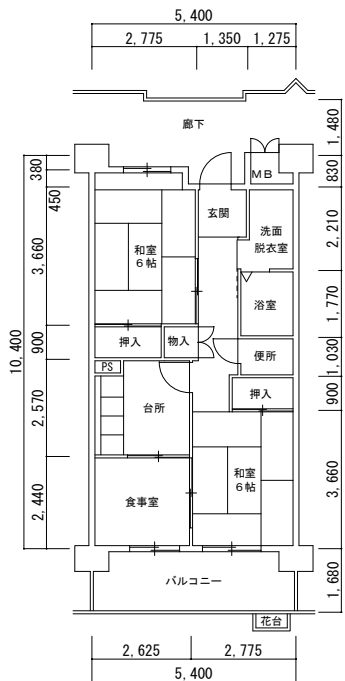 5,400
2,775
1,350
1,275
廊下
1,480
380
450
830
MB
玄関
洗面
脱衣室
2,210
3,660
和室
6帖
浴室
1,770
10,400
押入
物入
900
便所
1,030
PS
台所
押入
900
2,570
和室
6帖
3,660
食事室
2,440
バルコニー
1,680
花台
2,625
2,775
5,400